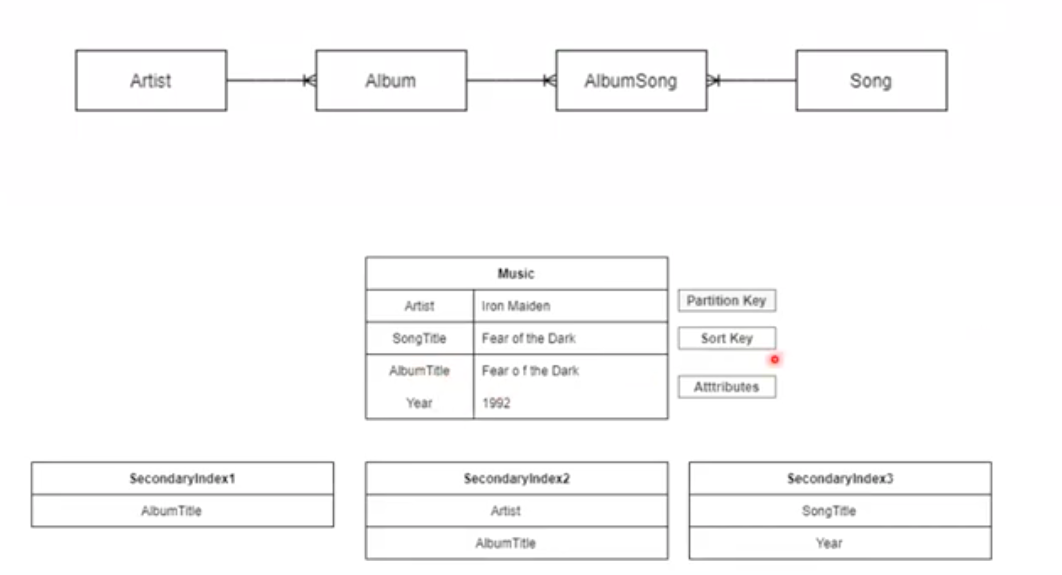 Artist Album AlbumSong Song
Music
Artist Iron Maiden Partition Key
SongTitle Fear of the Dark Sort Key
AlbumTitle Fear o f the Dark
Atttributes
Year 1992
SecondaryIndex1 SecondaryIndex2 SecondaryIndex3
AlbumTitle Artist SongTitle
AlbumTitle Year